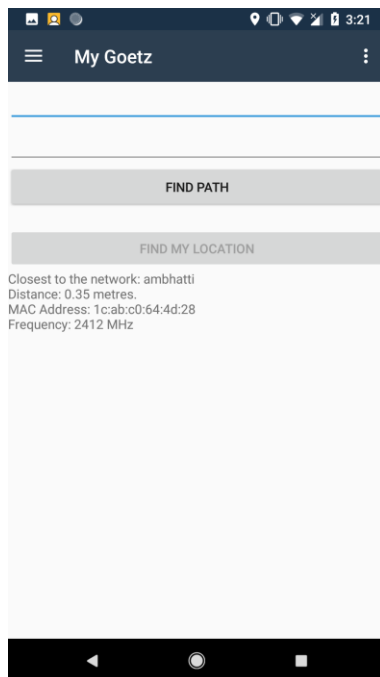 3:21
My Goetz
FIND PATH
FIND MY LOCATION
Closest to the network: ambhatti
Distance: 0.35 metres.
MAC Address: 1c:ab:c0:64:4d:28
Frequency: 2412 MHz